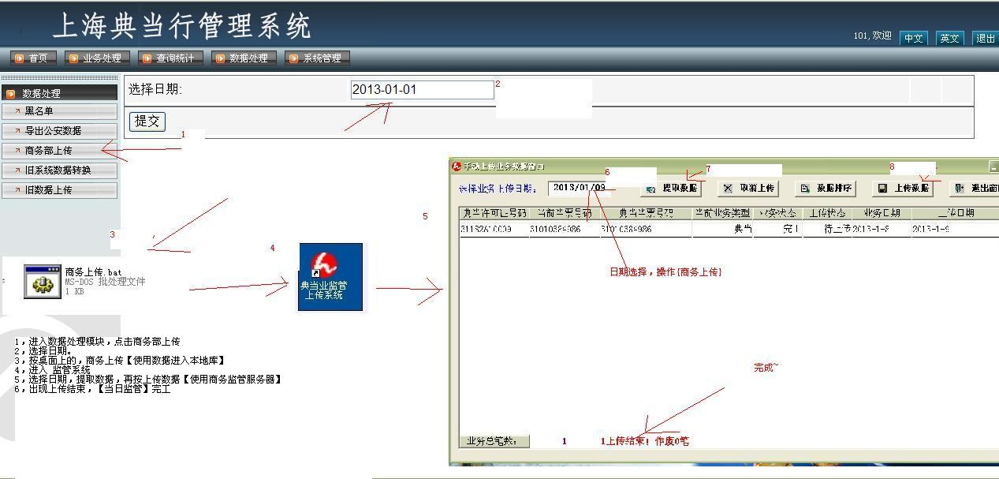 上海典当行管理系统
101,欢迎 中文 英文 退出
首页 业务处理 查询统计 数据处理 系统管理
数据处理
黑名单
导出公安数据
商务部上传
旧系统数据转换
旧数据上传
选择日期: 2013-01-01 2
提交
1
手动上传业务数据窗口
6 7 8
选择业务上传日期: 2013/01/09 提取数据 取消上传 数据排序 上传数据 退出窗
典当许可证号码 当前当票号码 典当当票号码 当前业务类型 状态 上传状态 业务日期 上传日期
31010384986 31010384986 典当 完工 待上传 2013-1-8 2013-1-9
日期选择，操作{商务上传}
完成~
业务总笔数: 1 1上传结束! 作废0笔
3
4
5
商务上传.bat
MS-DOS 批处理文件
1 KB
典当业监管
上传系统
1，进入数据处理模块，点击商务部上传
2，选择日期。
3，按桌面上的，商务上传【使用数据进入本地库】
4，进入 监管系统
5，选择日期，提取数据，再按上传数据【使用商务监管服务器】
6，出现上传结束，【当日监管】完工